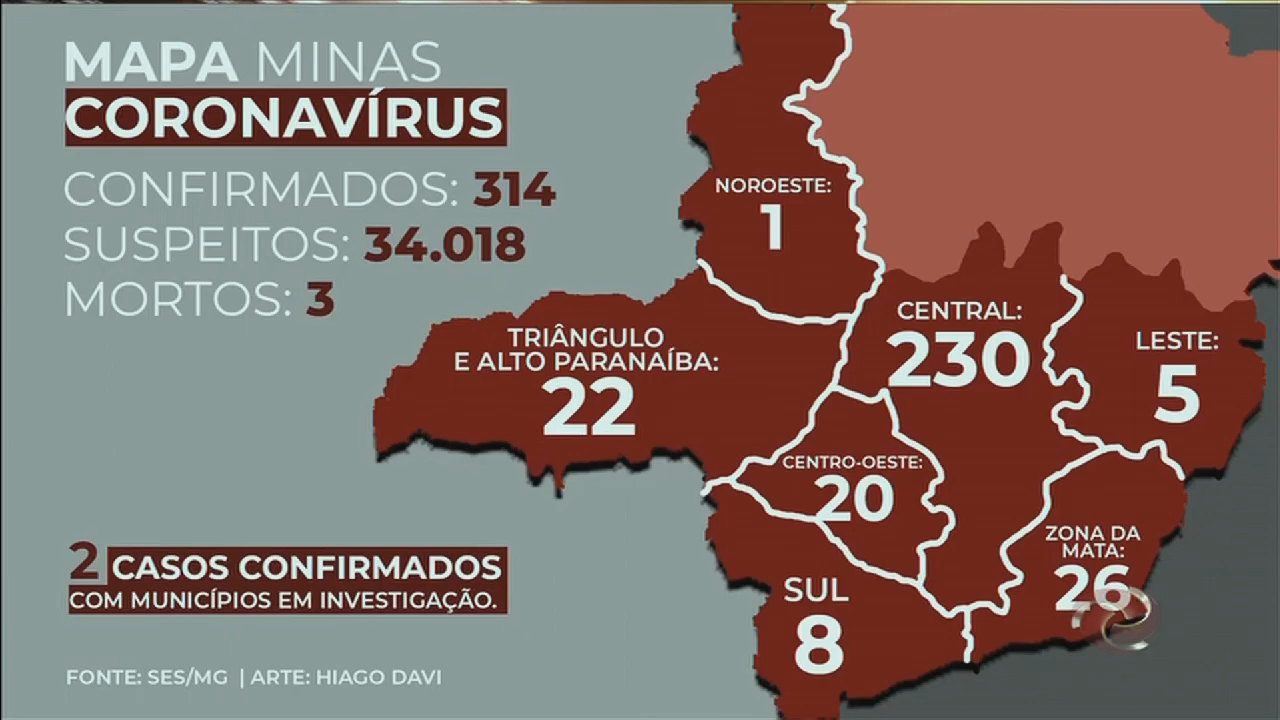 MAPA MINAS
CORONAVÍRUS
CONFIRMADOS: 314
SUSPEITOS: 34.018
MORTOS: 3
NOROESTE:
1
TRIÂNGULO
E ALTO PARANAÍBA:
22
CENTRAL:
230
LESTE:
5
CENTRO-OESTE:
20
ZONA DA
MATA:
26
SUL
8
2 CASOS CONFIRMADOS
COM MUNICÍPIOS EM INVESTIGAÇÃO.
FONTE: SES/MG | ARTE: HIAGO DAVI